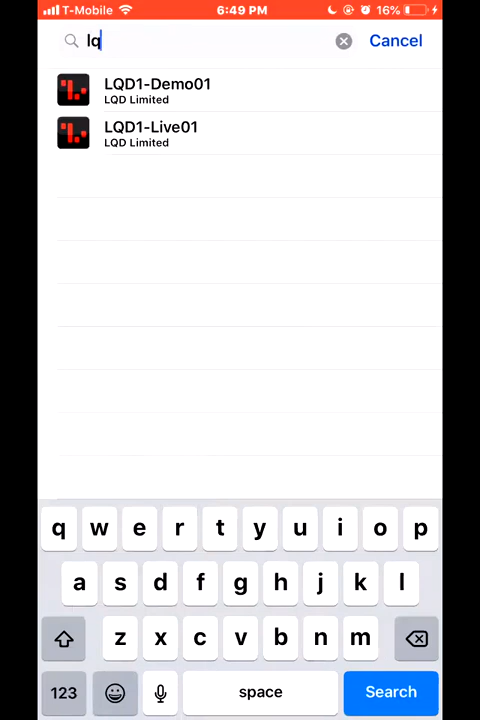 T-Mobile 6:49 PM 16%
lq Cancel
LQD1-Demo01
LQD Limited
LQD1-Live01
LQD Limited
q w e r t y u i o p
a s d f g h j k l
z x c v b n m
123 space Search